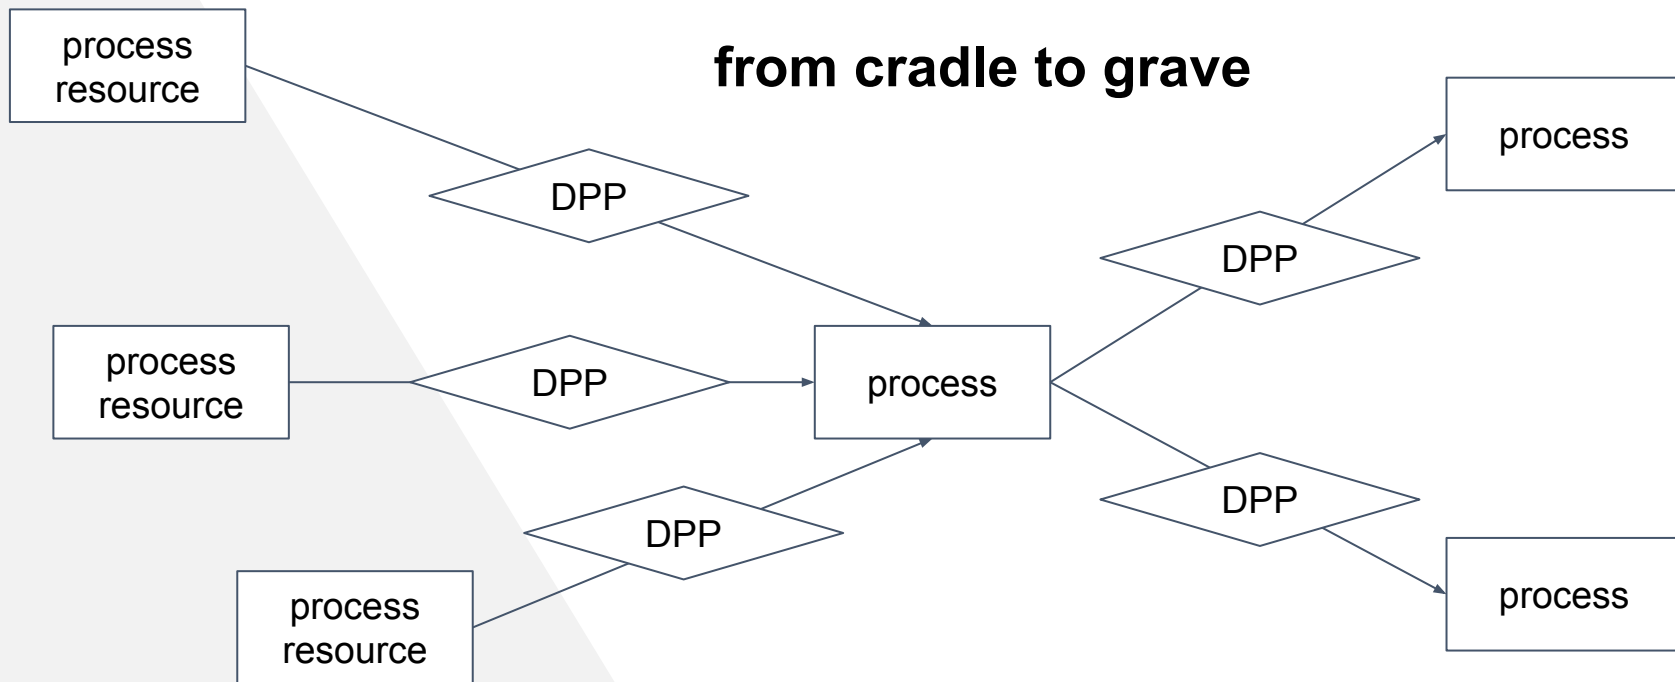 from cradle to grave
process
resource
DPP
process
resource
DPP
process
resource
DPP
process
DPP
process
DPP
process